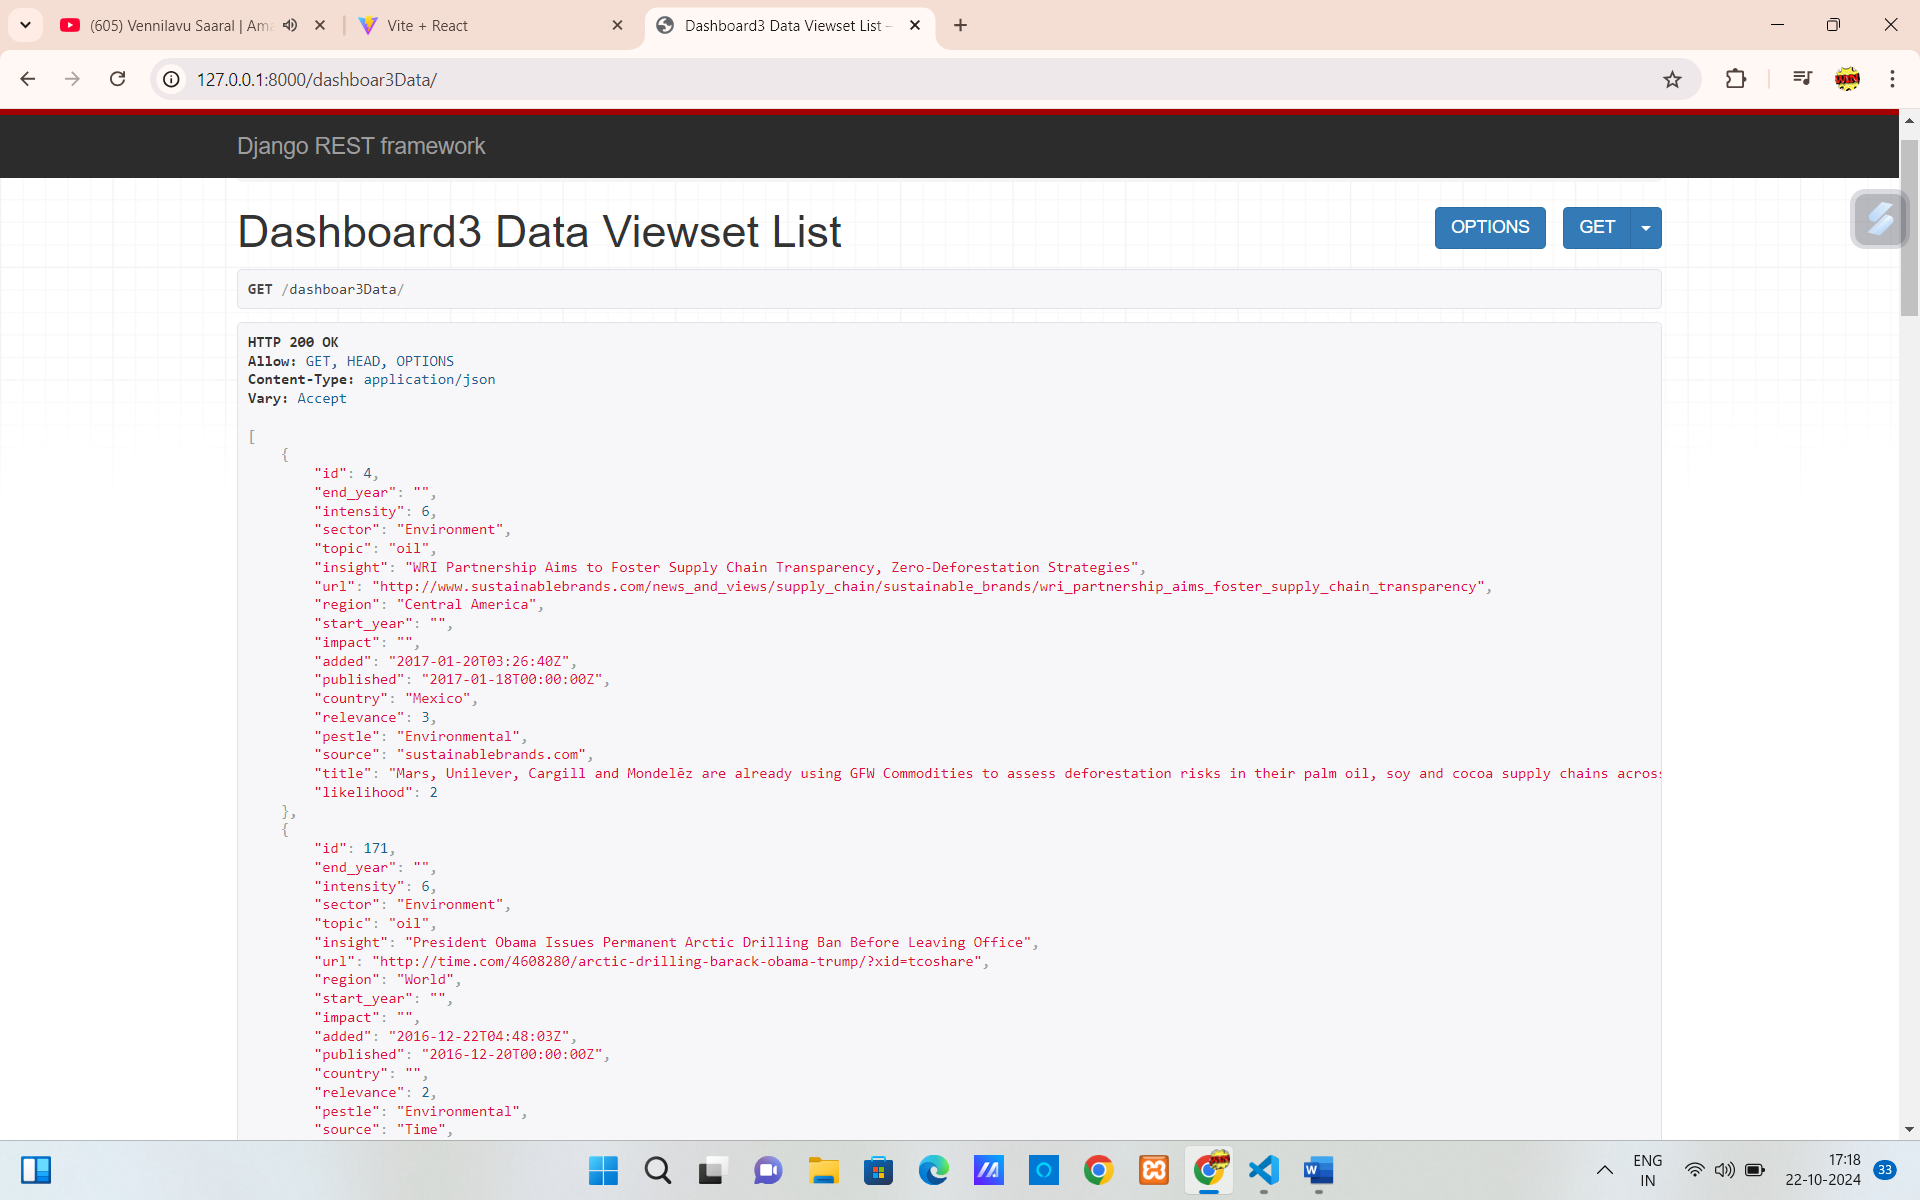 (605) Vennilavu Saaral | Ama
Vite + React
Dashboard3 Data Viewset List –
127.0.0.1:8000/dashboar3Data/
Django REST framework
Dashboard3 Data Viewset List
OPTIONS
GET
GET /dashboar3Data/
HTTP 200 OK
Allow: GET, HEAD, OPTIONS
Content-Type: application/json
Vary: Accept
[
{
"id": 4,
"end_year": "",
"intensity": 6,
"sector": "Environment",
"topic": "oil",
"insight": "WRI Partnership Aims to Foster Supply Chain Transparency, Zero-Deforestation Strategies",
"url": "http://www.sustainablebrands.com/news_and_views/supply_chain/sustainable_brands/wri_partnership_aims_foster_supply_chain_transparency",
"region": "Central America",
"start_year": "",
"impact": "",
"added": "2017-01-20T03:26:40Z",
"published": "2017-01-18T00:00:00Z",
"country": "Mexico",
"relevance": 3,
"pestle": "Environmental",
"source": "sustainablebrands.com",
"title": "Mars, Unilever, Cargill and Mondelēz are already using GFW Commodities to assess deforestation risks in their palm oil, soy and cocoa supply chains across
"likelihood": 2
},
{
"id": 171,
"end_year": "",
"intensity": 6,
"sector": "Environment",
"topic": "oil",
"insight": "President Obama Issues Permanent Arctic Drilling Ban Before Leaving Office",
"url": "http://time.com/4608280/arctic-drilling-barack-obama-trump/?xid=tcoshare",
"region": "World",
"start_year": "",
"impact": "",
"added": "2016-12-22T04:48:03Z",
"published": "2016-12-20T00:00:00Z",
"country": "",
"relevance": 2,
"pestle": "Environmental",
"source": "Time",
ENG
IN
17:18
22-10-2024
33